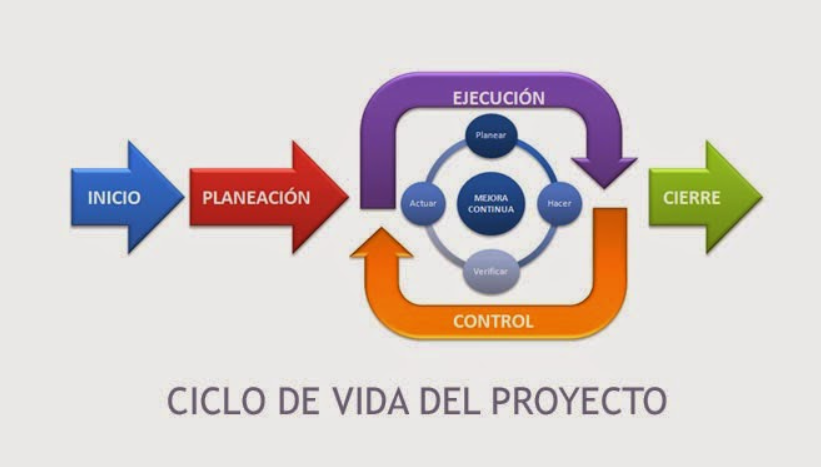 EJECUCIÓN
Planear
INICIO
PLANEACIÓN
Actuar
MEJORA
CONTINUA
Hacer
CIERRE
Verificar
CONTROL
CICLO DE VIDA DEL PROYECTO